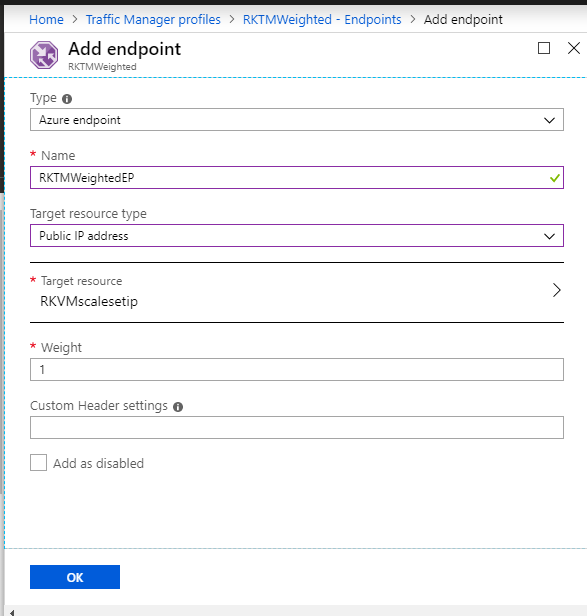 Home > Traffic Manager profiles > RKTMWeighted - Endpoints > Add endpoint
Add endpoint
RKTMWeighted
Type
Azure endpoint
* Name
RKTMWeightedEP
Target resource type
Public IP address
* Target resource
RKVMscalesetip
* Weight
1
Custom Header settings
Add as disabled
OK